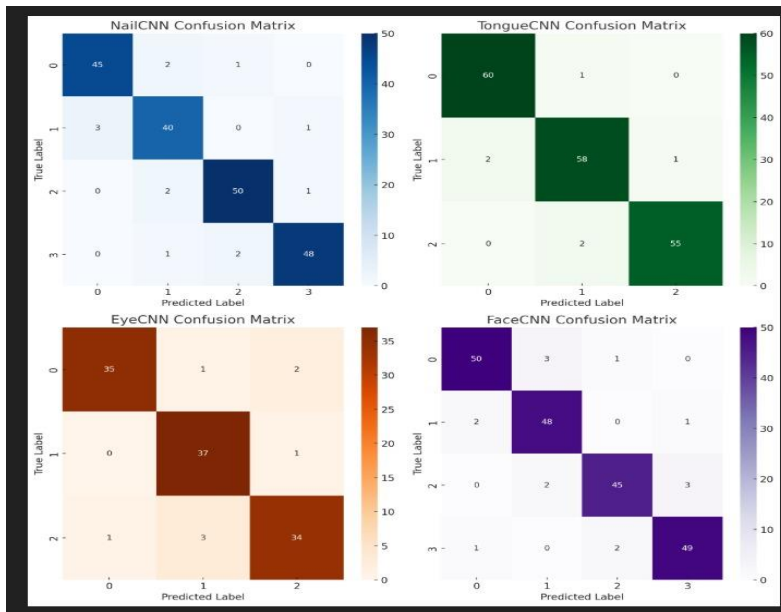 NailCNN Confusion Matrix
50
40
30
20
10
0
0
1
2
3
True Label
45 2 1 0
3 40 0 1
0 2 50 1
0 1 2 48
0 1 2 3
Predicted Label
TongueCNN Confusion Matrix
60
50
40
30
20
10
0
0
1
2
True Label
60 1 0
2 58 1
0 2 55
0 1 2
Predicted Label
EyeCNN Confusion Matrix
35
30
25
20
15
10
5
0
0
1
2
True Label
35 1 2
0 37 1
1 3 34
0 1 2
Predicted Label
FaceCNN Confusion Matrix
50
40
30
20
10
0
0
1
2
3
True Label
50 3 1 0
2 48 0 1
0 2 45 3
1 0 2 49
0 1 2 3
Predicted Label